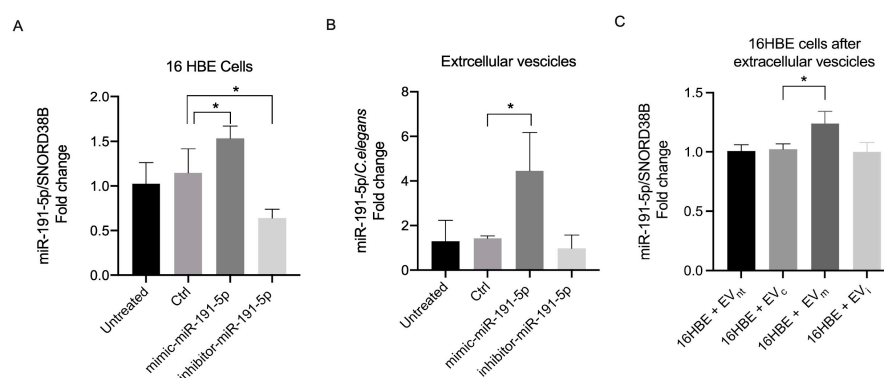 A
16 HBE Cells
miR-191-5p/SNORD38B
Fold change
2.0
1.5
1.0
0.5
0.0
*
*
Untreated
Ctrl
mimic-miR-191-5p
inhibitor-miR-191-5p
B
Extrcellular vescicles
miR-191-5p/C.elegans
Fold change
8
6
4
2
0
*
Untreated
Ctrl
mimic-miR-191-5p
inhibitor-miR-191-5p
C
16HBE cells after
extracellular vesicles
miR-191-5p/SNORD38B
Fold change
1.5
1.0
0.5
0.0
*
16HBE + EVnt
16HBE + EVc
16HBE + EVm
16HBE + EVi